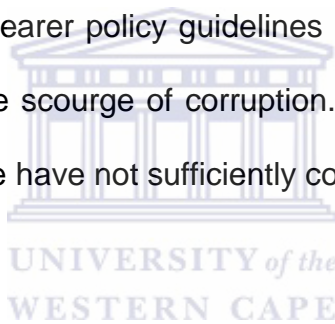 earer policy guidelines
e scourge of corruption.
e have not sufficiently co
UNIVERSITY of the
WESTERN CAPE